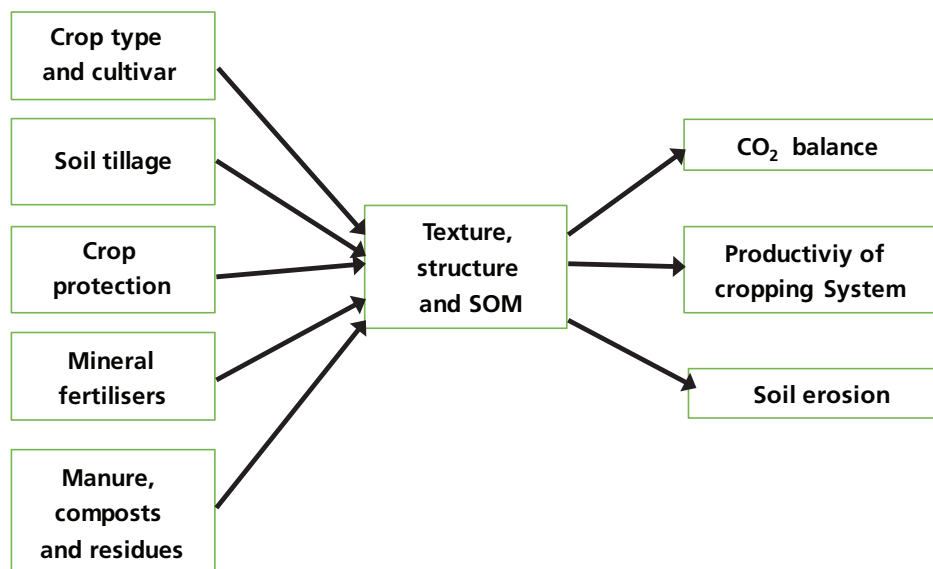 Crop type
and cultivar
Soil tillage
Crop
protection
Mineral
fertilisers
Manure,
composts
and residues
Texture,
structure
and SOM
CO₂ balance
Productiviy of
cropping System
Soil erosion